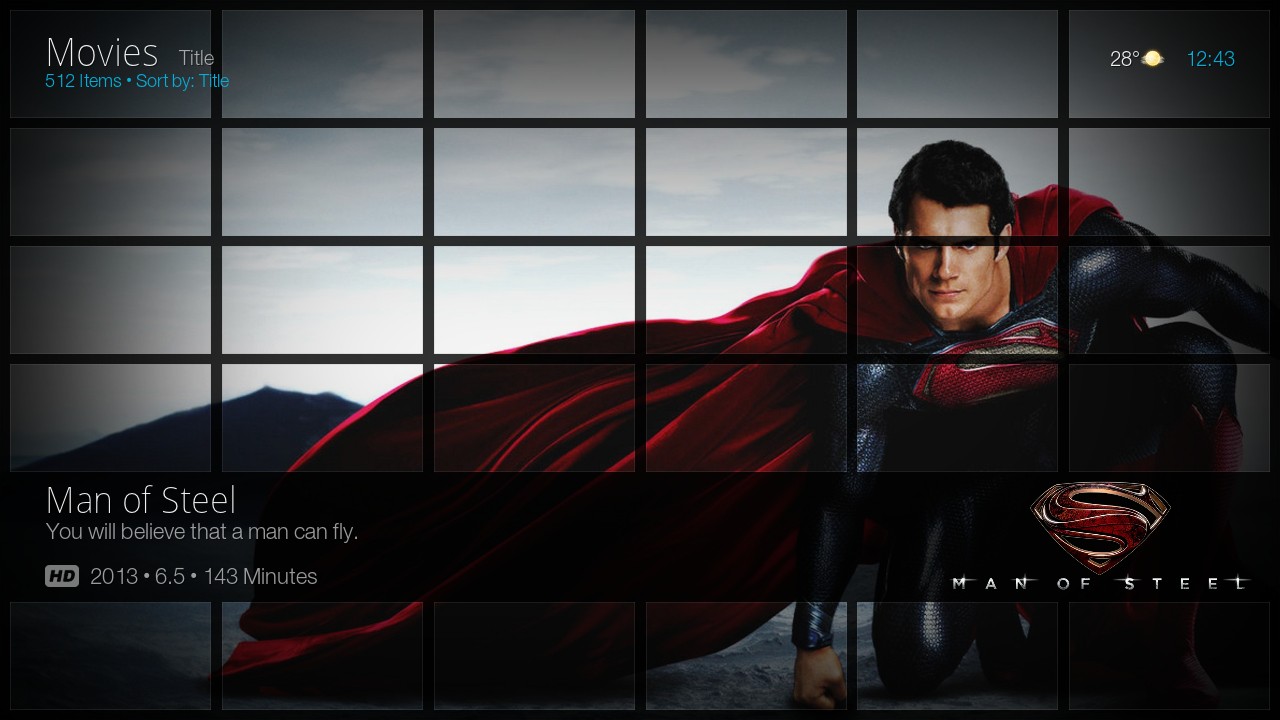 Movies Title
512 Items • Sort by: Title
28° 12:43
Man of Steel
You will believe that a man can fly.
HD 2013 • 6.5 • 143 Minutes
MAN OF STEEL